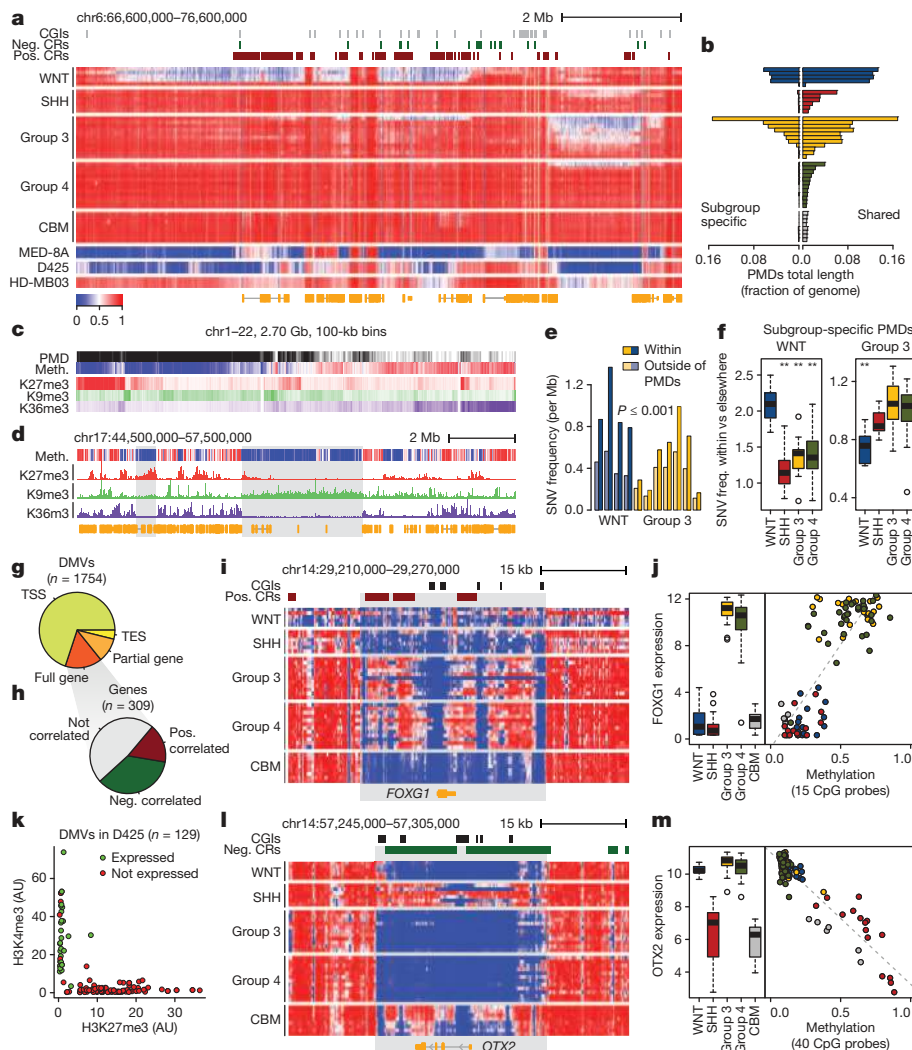 a
chr6:66,600,000–76,600,000
2 Mb
CGIs
Neg. CRs
Pos. CRs
WNT
SHH
Group 3
Group 4
CBM
MED-8A
D425
HD-MB03
0 0.5 1
b
Subgroup specific
Shared
0.16 0.08 0.0 0.08 0.16
PMDs total length
(fraction of genome)
c
chr1–22, 2.70 Gb, 100-kb bins
PMD
Meth.
K27me3
K9me3
K36me3
d
chr17:44,500,000–57,500,000
2 Mb
Meth.
K27me3
K9me3
K36m3
e
Within
Outside of PMDs
P ≤ 0.001
SNV frequency (per Mb)
1.2
0.8
0.4
0.0
WNT Group 3
f
Subgroup-specific PMDs
WNT Group 3
SNV freq. within vs elsewhere
2.5
2.0
1.5
1.0
** ** **
WNT
SHH
Group 3
Group 4
1.2
0.8
0.4
**
WNT
SHH
Group 3
Group 4
g
DMVs
(n = 1754)
TSS
TES
Partial gene
Full gene
h
Genes
(n = 309)
Not correlated
Pos. correlated
Neg. correlated
i
chr14:29,210,000–29,270,000
15 kb
CGIs
Pos. CRs
WNT
SHH
Group 3
Group 4
CBM
FOXG1
j
FOXG1 expression
12
8
4
0
WNT
SHH
Group 3
Group 4
CBM
0.0 0.5 1.0
Methylation
(15 CpG probes)
k
DMVs in D425 (n = 129)
Expressed
Not expressed
H3K4me3 (AU)
60
40
20
0
0 10 20 30
H3K27me3 (AU)
l
chr14:57,245,000–57,305,000
15 kb
CGIs
Neg. CRs
WNT
SHH
Group 3
Group 4
CBM
OTX2
m
OTX2 expression
10
8
6
4
WNT
SHH
Group 3
Group 4
CBM
0.0 0.5 1.0
Methylation
(40 CpG probes)